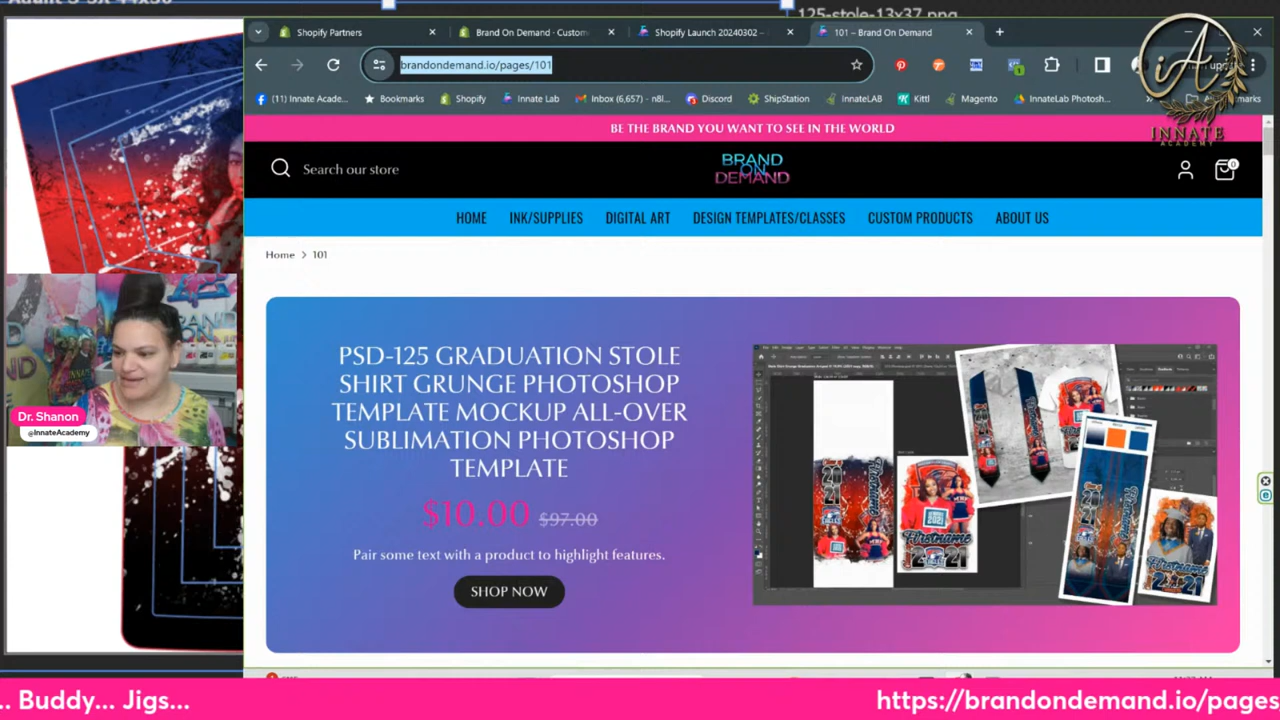 125-stole-13x37.png
Shopify Partners
Brand On Demand · Custom
Shopify Launch 20240302 –
101 – Brand On Demand
brandondemand.io/pages/101
(11) Innate Acade...
Bookmarks
Shopify
Innate Lab
Inbox (6,657) - n8l...
Discord
ShipStation
InnateLAB
Kittl
Magento
InnateLab Photosh...
iA
INNATE
ACADEMY
BE THE BRAND YOU WANT TO SEE IN THE WORLD
Search our store
BRAND
ON
DEMAND
0
HOME
INK/SUPPLIES
DIGITAL ART
DESIGN TEMPLATES/CLASSES
CUSTOM PRODUCTS
ABOUT US
Home > 101
PSD-125 GRADUATION STOLE
SHIRT GRUNGE PHOTOSHOP
TEMPLATE MOCKUP ALL-OVER
SUBLIMATION PHOTOSHOP
TEMPLATE
$10.00 $97.00
Pair some text with a product to highlight features.
SHOP NOW
Firstname
2021
Dr. Shanon
@InnateAcademy
.. Buddy... Jigs...
https://brandondemand.io/pages